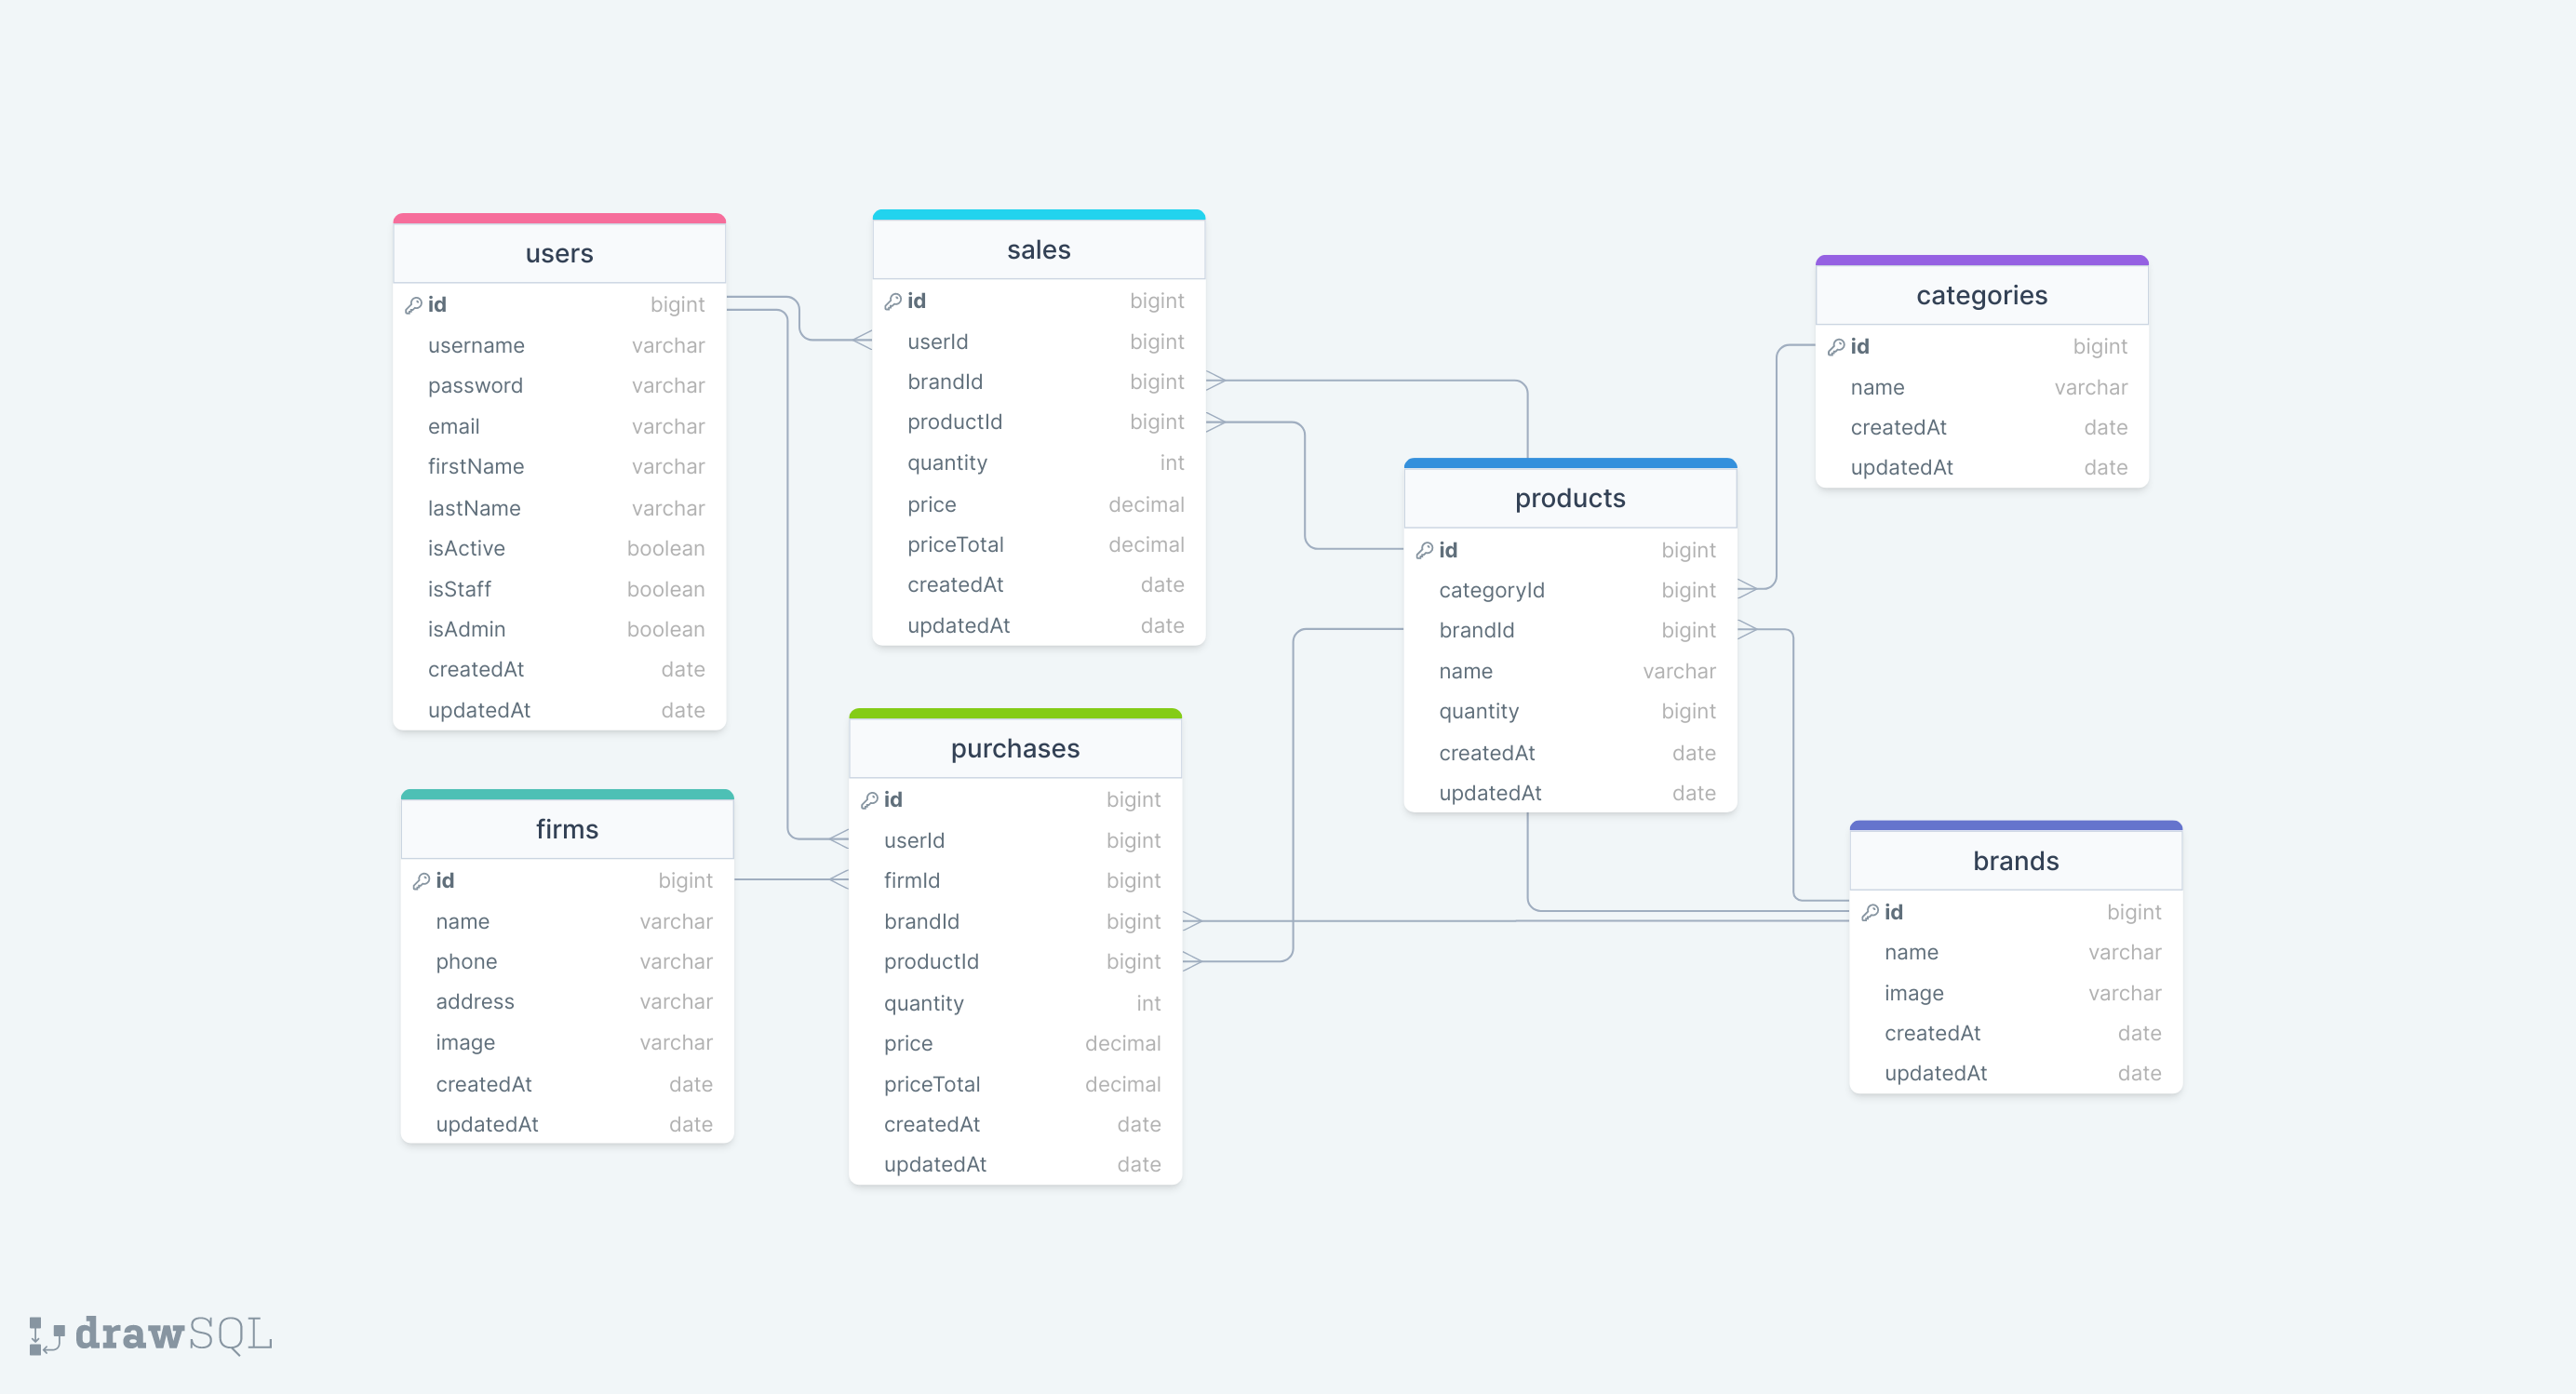 users
id bigint
username varchar
password varchar
email varchar
firstName varchar
lastName varchar
isActive boolean
isStaff boolean
isAdmin boolean
createdAt date
updatedAt date
sales
id bigint
userId bigint
brandId bigint
productId bigint
quantity int
price decimal
priceTotal decimal
createdAt date
updatedAt date
categories
id bigint
name varchar
createdAt date
updatedAt date
products
id bigint
categoryId bigint
brandId bigint
name varchar
quantity bigint
createdAt date
updatedAt date
firms
id bigint
name varchar
phone varchar
address varchar
image varchar
createdAt date
updatedAt date
purchases
id bigint
userId bigint
firmId bigint
brandId bigint
productId bigint
quantity int
price decimal
priceTotal decimal
createdAt date
updatedAt date
brands
id bigint
name varchar
image varchar
createdAt date
updatedAt date
drawSQL